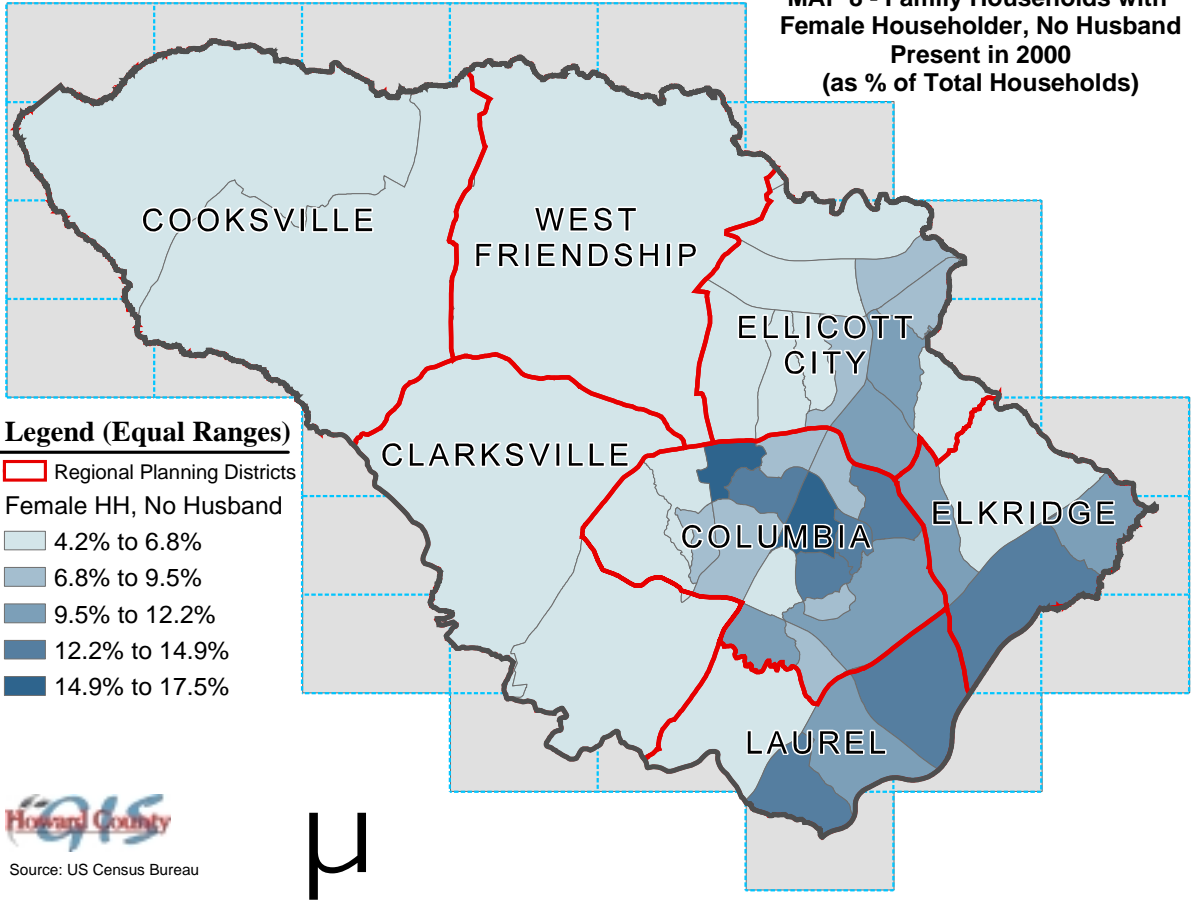 MAP 8 - Family Households with
Female Householder, No Husband
Present in 2000
(as % of Total Households)
COOKSVILLE
WEST
FRIENDSHIP
ELLICOTT
CITY
CLARKSVILLE
COLUMBIA
ELKRIDGE
LAUREL
Legend (Equal Ranges)
Regional Planning Districts
Female HH, No Husband
4.2% to 6.8%
6.8% to 9.5%
9.5% to 12.2%
12.2% to 14.9%
14.9% to 17.5%
Howard County
GIS
Source: US Census Bureau
µ